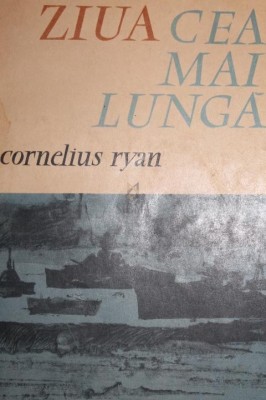 ZIUA CEA
MAI
LUNGĂ
cornelius ryan